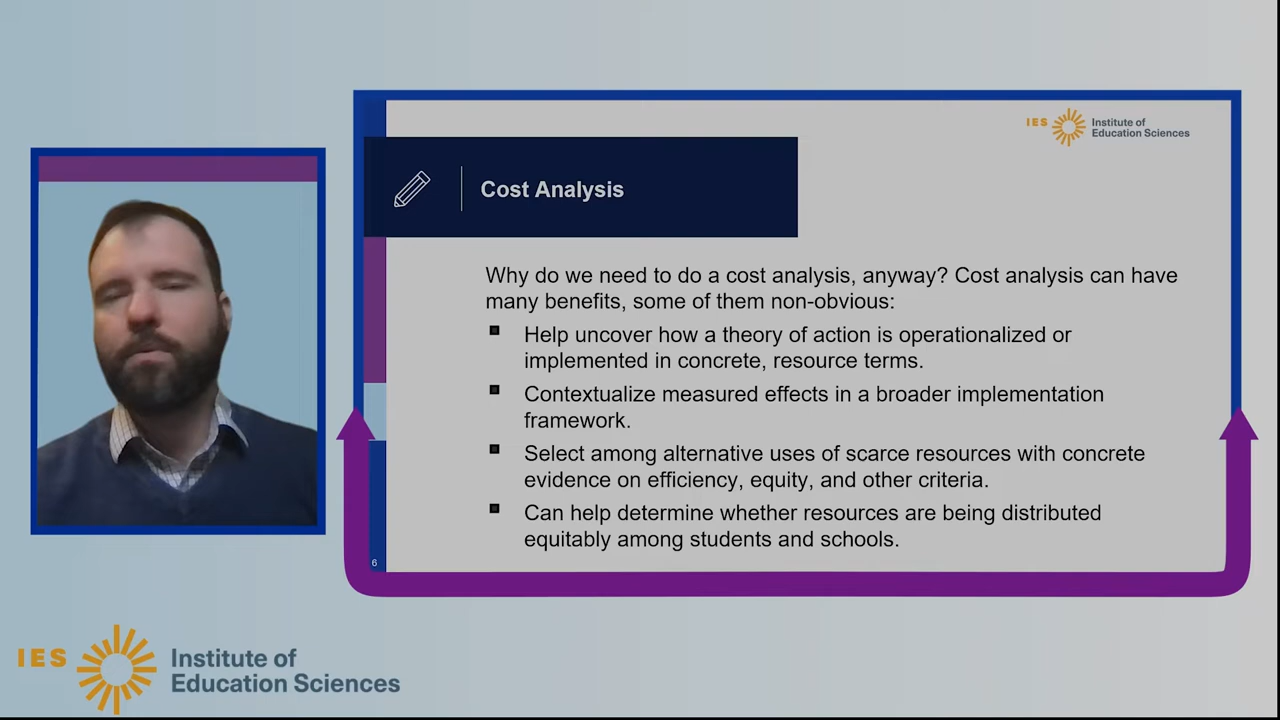 IES Institute of
Education Sciences
Cost Analysis
Why do we need to do a cost analysis, anyway? Cost analysis can have
many benefits, some of them non-obvious:
Help uncover how a theory of action is operationalized or
implemented in concrete, resource terms.
Contextualize measured effects in a broader implementation
framework.
Select among alternative uses of scarce resources with concrete
evidence on efficiency, equity, and other criteria.
Can help determine whether resources are being distributed
equitably among students and schools.
6
IES Institute of
Education Sciences